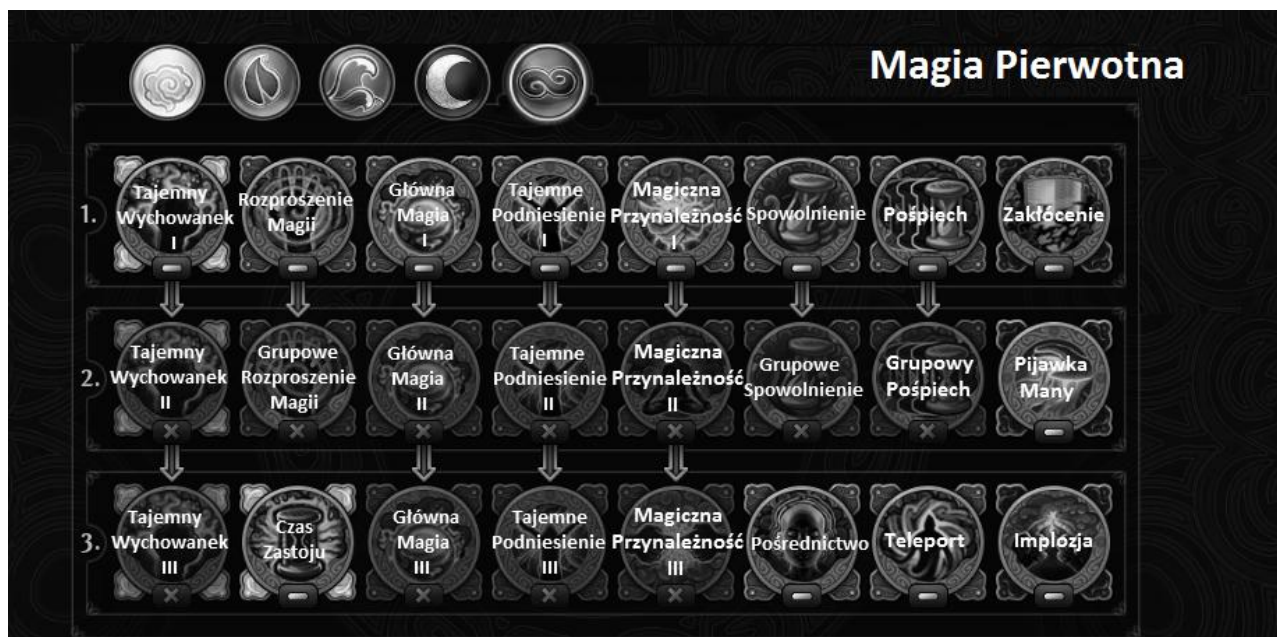 Magia Pierwotna
1.
Tajemny
Wychowanek
I
Rozproszenie
Magii
Główna
Magia
I
Tajemne
Podniesienie
I
Magiczna
Przynależność
I
Spowolnienie
Pośpiech
Zakłócenie
2.
Tajemny
Wychowanek
II
Grupowe
Rozproszenie
Magii
Główna
Magia
II
Tajemne
Podniesienie
II
Magiczna
Przynależność
II
Grupowe
Spowolnienie
Grupowy
Pośpiech
Pijawka
Many
3.
Tajemny
Wychowanek
III
Czas
Zastoju
Główna
Magia
III
Tajemne
Podniesienie
III
Magiczna
Przynależność
III
Pośrednictwo
Teleport
Implozja